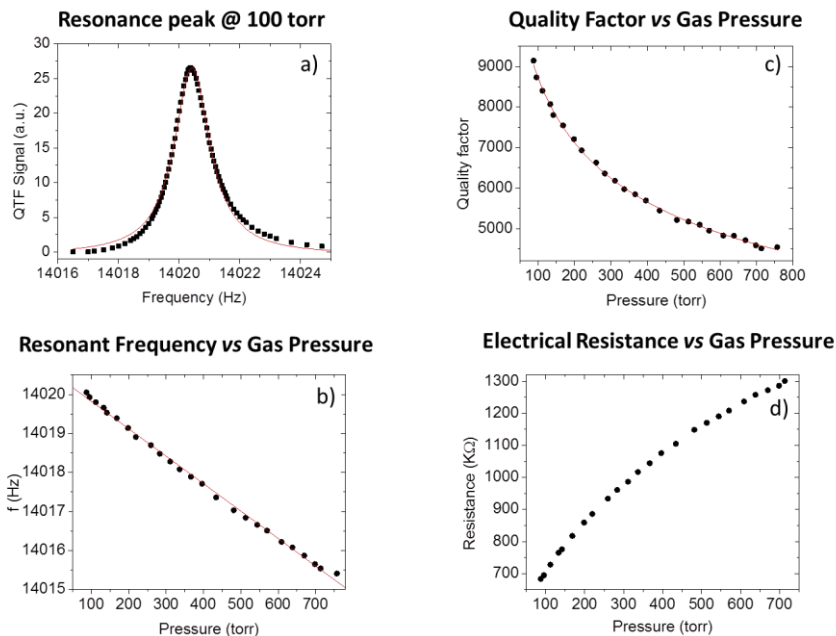 Resonance peak @ 100 torr
a)
30
25
20
15
10
5
0
QTF Signal (a.u.)
14016 14018 14020 14022 14024
Frequency (Hz)
Quality Factor vs Gas Pressure
c)
9000
8000
7000
6000
5000
Quality factor
100 200 300 400 500 600 700 800
Pressure (torr)
Resonant Frequency vs Gas Pressure
b)
14020
14019
14018
14017
14016
14015
f (Hz)
100 200 300 400 500 600 700
Pressure (torr)
Electrical Resistance vs Gas Pressure
d)
1300
1200
1100
1000
900
800
700
Resistance (KΩ)
100 200 300 400 500 600 700
Pressure (torr)